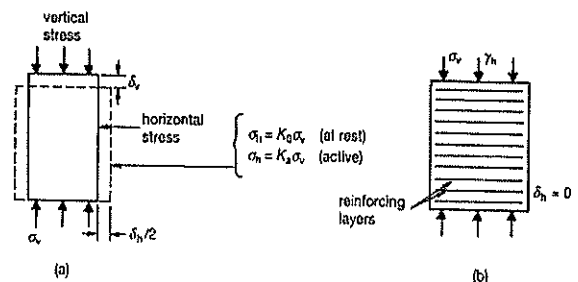 vertical
stress
δv
horizontal
stress
σh = K0σv (at rest)
σh = Kaσv (active)
σv
δh/2
(a)
σv γh
reinforcing
layers
δh ≈ 0
(b)